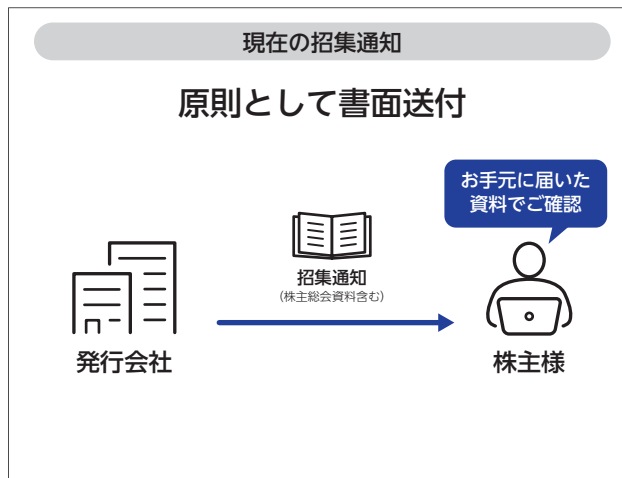 現在の招集通知
原則として書面送付
お手元に届いた
資料でご確認
招集通知
（株主総会資料含む）
発行会社
株主様